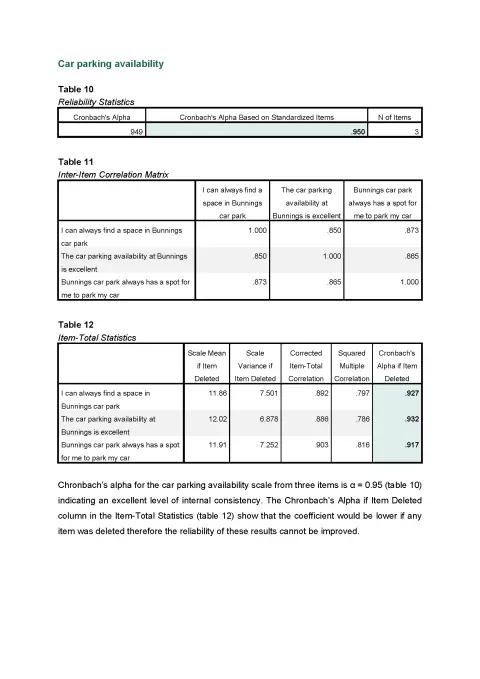 Car parking availability
Table 10
Reliability Statistics
Cronbach's Alpha Cronbach's Alpha Based on Standardized Items N of Items
.949 .950 3
Table 11
Inter-Item Correlation Matrix
I can always find a space in Bunnings car park The car parking availability at Bunnings is excellent Bunnings car park always has a spot for me to park my car
I can always find a space in Bunnings car park 1.000 .850 .873
The car parking availability at Bunnings is excellent .850 1.000 .865
Bunnings car park always has a spot for me to park my car .873 .865 1.000
Table 12
Item-Total Statistics
Scale Mean if Item Deleted Scale Variance if Item Deleted Corrected Item-Total Correlation Squared Multiple Correlation Cronbach's Alpha if Item Deleted
I can always find a space in Bunnings car park 11.86 7.501 .892 .797 .927
The car parking availability at Bunnings is excellent 12.02 6.878 .886 .786 .932
Bunnings car park always has a spot for me to park my car 11.91 7.252 .903 .816 .917
Chronbach's alpha for the car parking availability scale from three items is α = 0.95 (table 10)
indicating an excellent level of internal consistency. The Chronbach's Alpha if Item Deleted
column in the Item-Total Statistics (table 12) show that the coefficient would be lower if any
item was deleted therefore the reliability of these results cannot be improved.